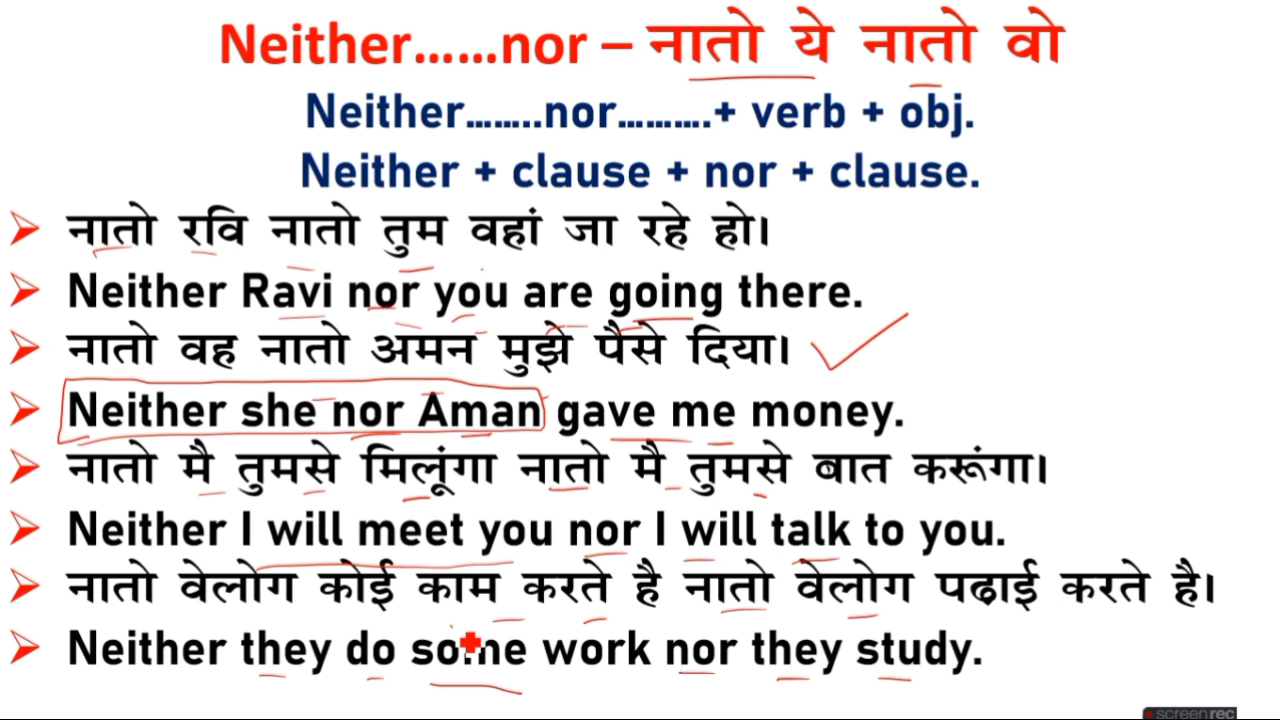 Neither……nor – नातो ये नातो वो
Neither……..nor……….+ verb + obj.
Neither + clause + nor + clause.
नातो रवि नातो तुम वहां जा रहे हो।
Neither Ravi nor you are going there.
नातो वह नातो अमन मुझे पैसे दिया।
Neither she nor Aman gave me money.
नातो मै तुमसे मिलूंगा नातो मै तुमसे बात करूंगा।
Neither I will meet you nor I will talk to you.
नातो वेलोग कोई काम करते है नातो वेलोग पढाई करते है।
Neither they do some work nor they study.
screenrec